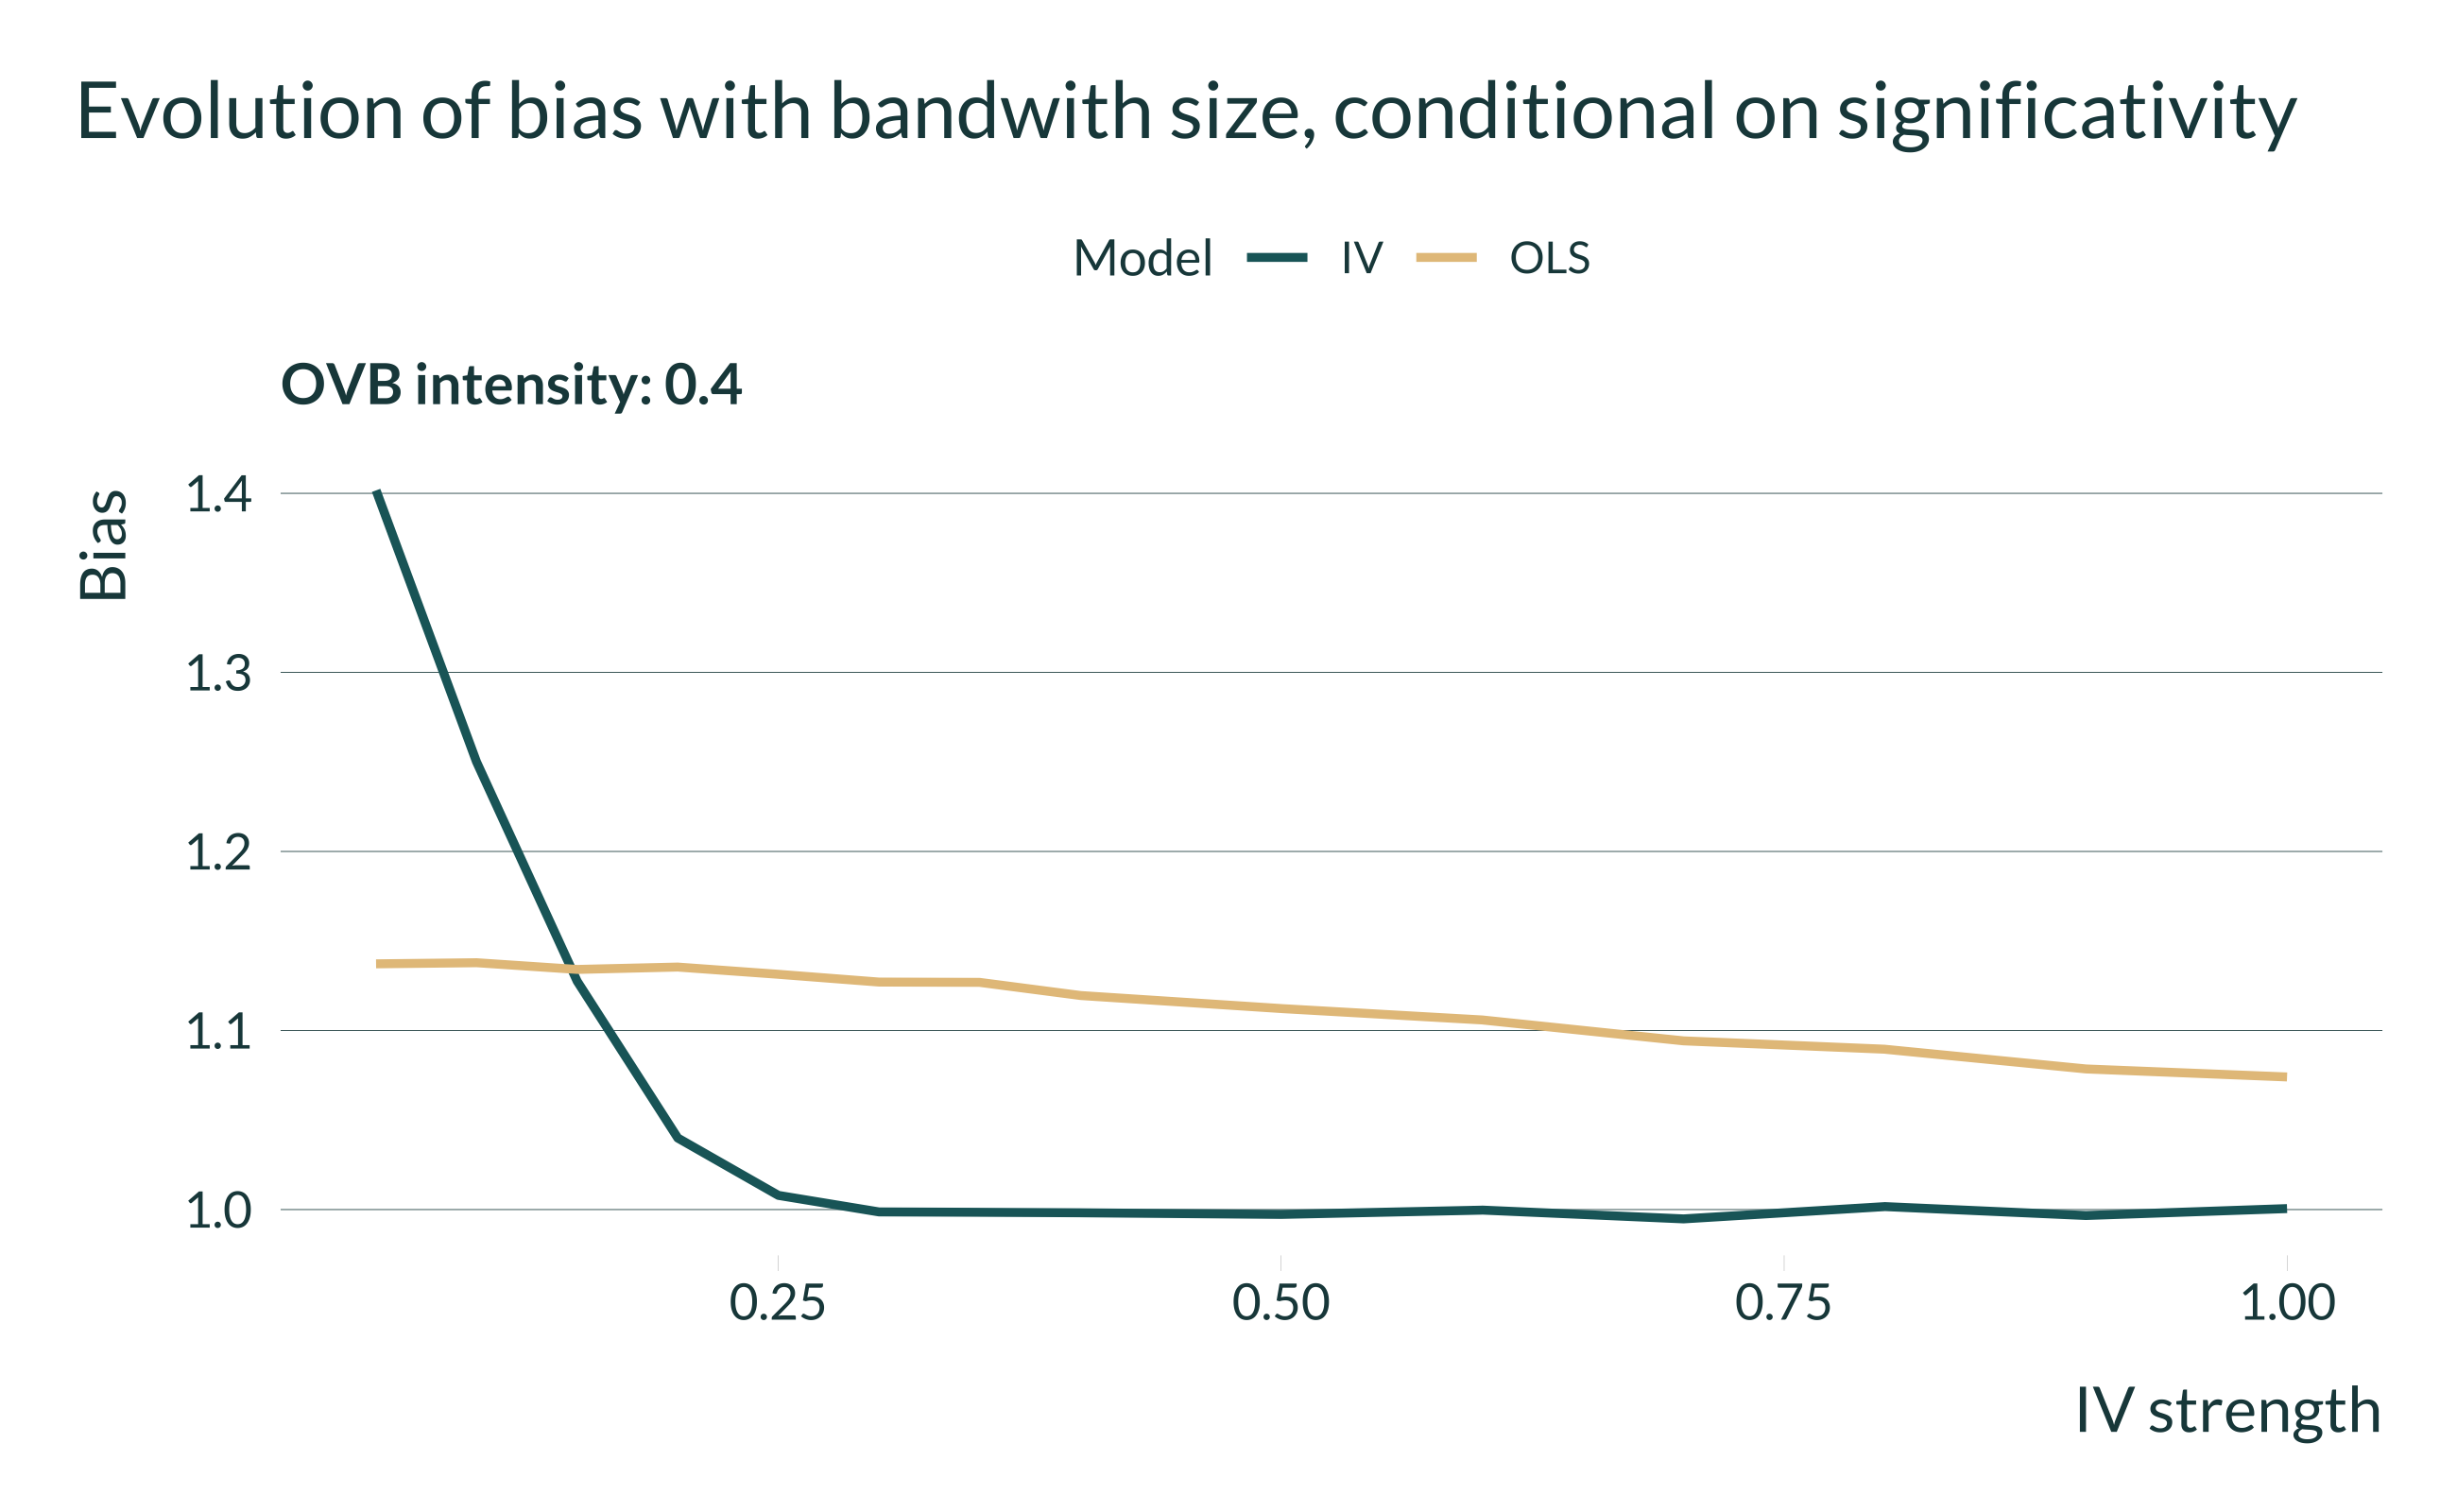 Evolution of bias with bandwith size, conditional on significativity
Model IV OLS
OVB intensity: 0.4
Bias
1.4
1.3
1.2
1.1
1.0
0.25 0.50 0.75 1.00
IV strength